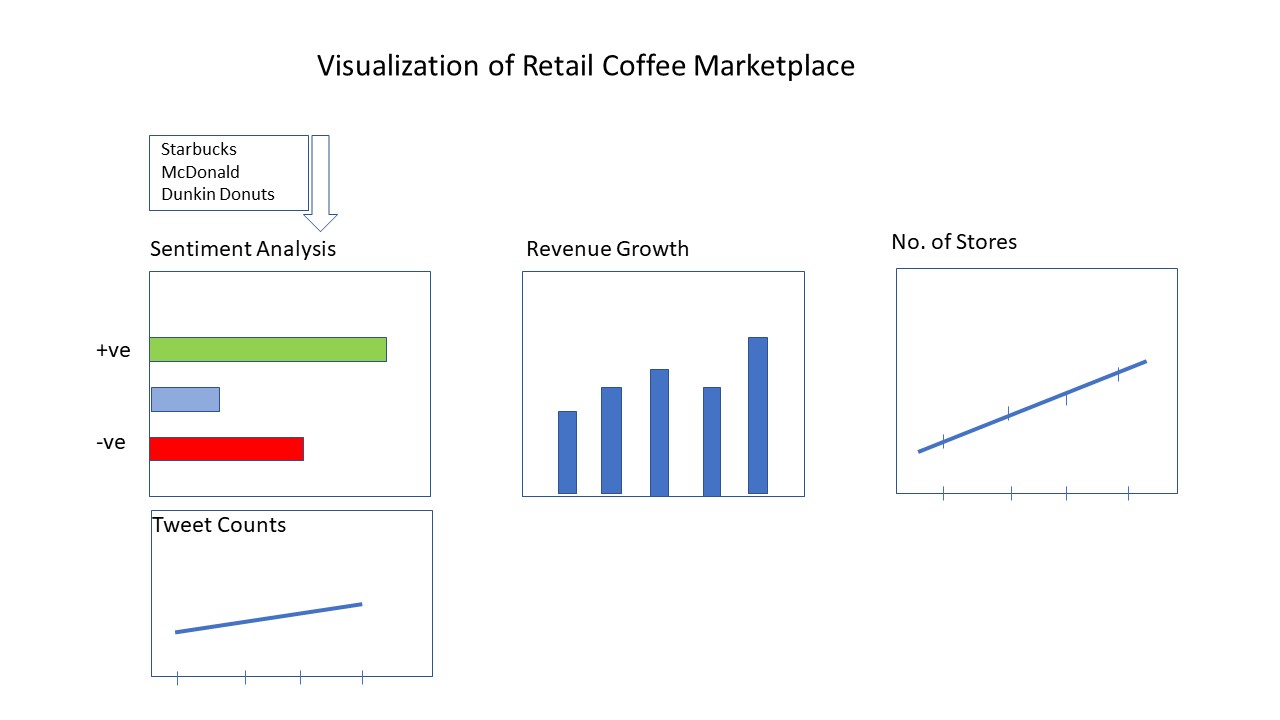 Visualization of Retail Coffee Marketplace
Starbucks
McDonald
Dunkin Donuts
Sentiment Analysis
+ve
-ve
Tweet Counts
Revenue Growth
No. of Stores